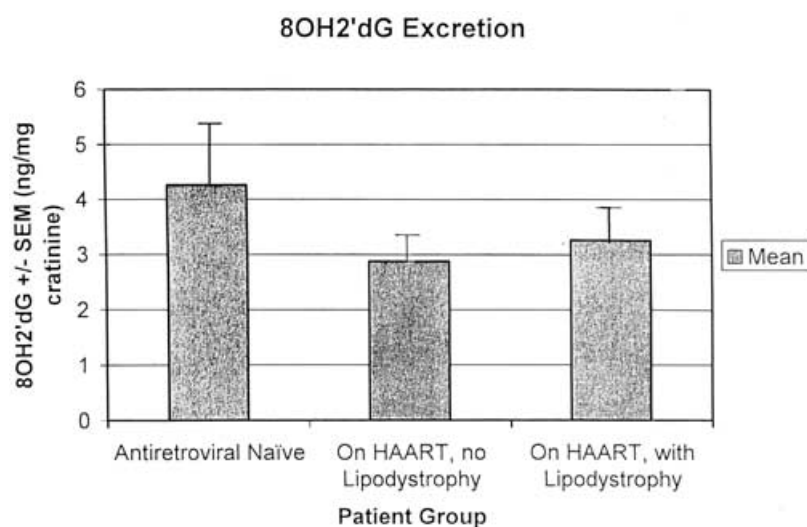 8OH2'dG Excretion
8OH2'dG +/- SEM (ng/mg
cratinine)
6
5
4
3
2
1
0
Antiretroviral Naïve
On HAART, no
Lipodystrophy
On HAART, with
Lipodystrophy
Patient Group
Mean